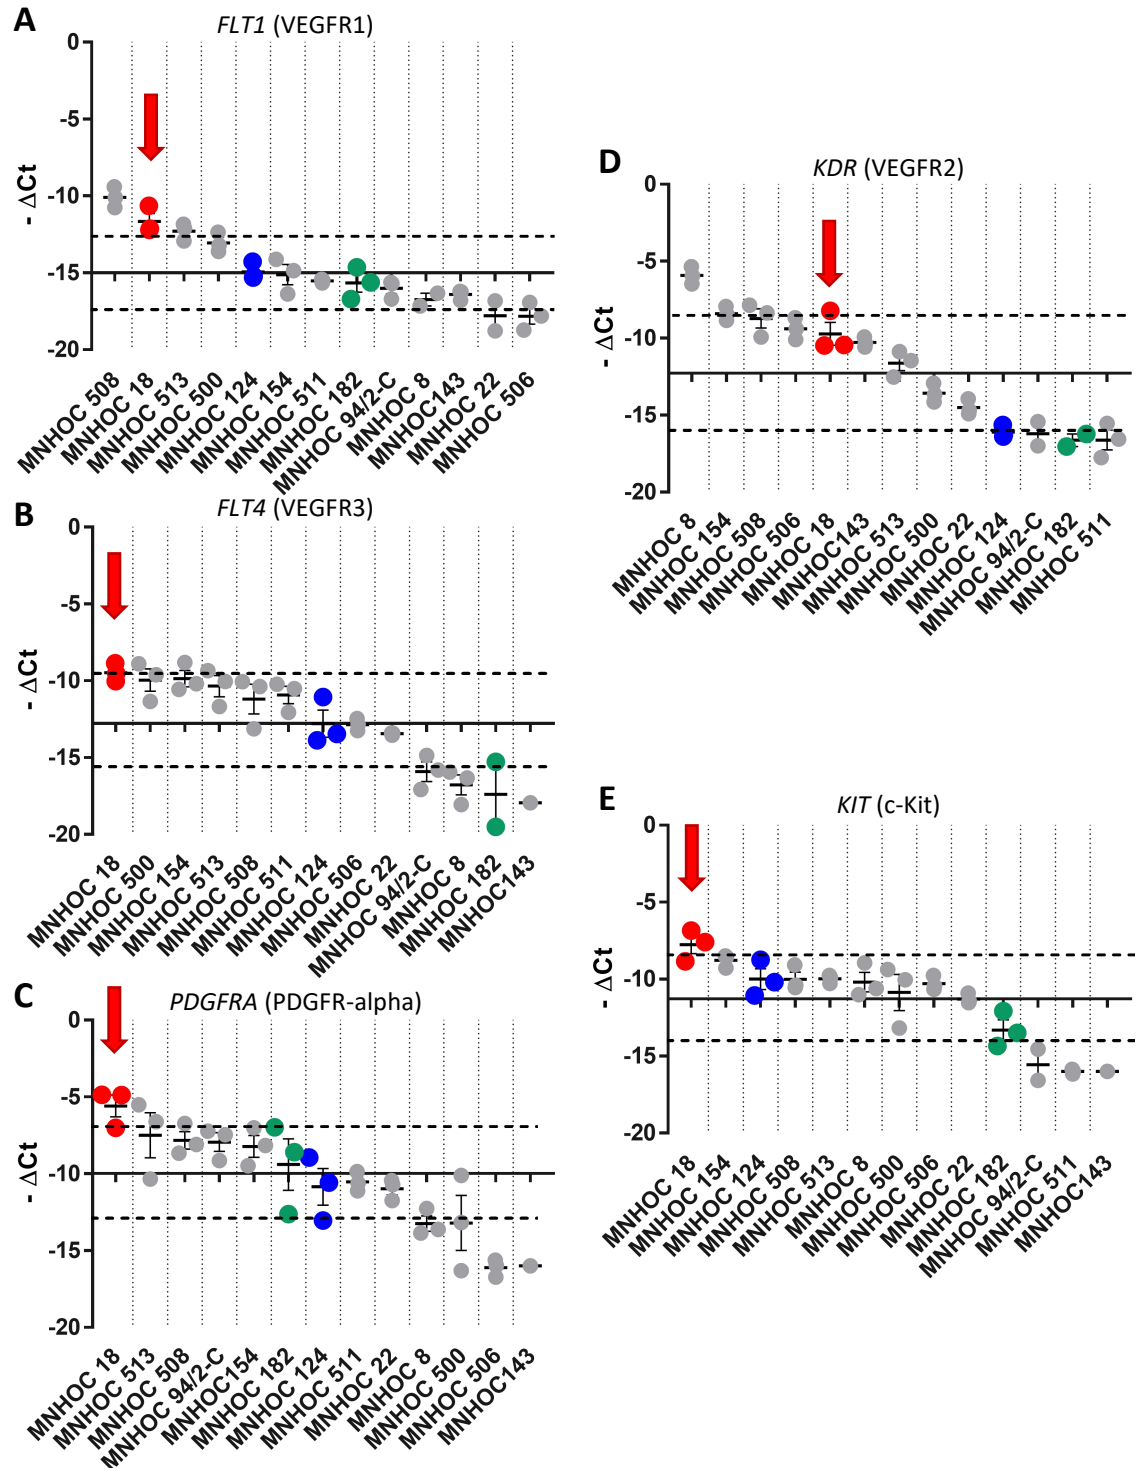 A
FLT1 (VEGFR1)
- ΔCt
0
-5
-10
-15
-20
MNHOC 508
MNHOC 18
MNHOC 513
MNHOC 500
MNHOC 124
MNHOC 154
MNHOC 511
MNHOC 182
MNHOC 94/2-C
MNHOC 8
MNHOC143
MNHOC 22
MNHOC 506
B
FLT4 (VEGFR3)
- ΔCt
0
-5
-10
-15
-20
MNHOC 18
MNHOC 500
MNHOC 154
MNHOC 513
MNHOC 508
MNHOC 511
MNHOC 124
MNHOC 506
MNHOC 22
MNHOC 94/2-C
MNHOC 8
MNHOC 182
MNHOC143
C
PDGFRA (PDGFR-alpha)
- ΔCt
0
-5
-10
-15
-20
MNHOC 18
MNHOC 513
MNHOC 508
MNHOC 94/2-C
MNHOC154
MNHOC 182
MNHOC 124
MNHOC 511
MNHOC 22
MNHOC 8
MNHOC 500
MNHOC 506
MNHOC143
D
KDR (VEGFR2)
- ΔCt
0
-5
-10
-15
-20
MNHOC 8
MNHOC 154
MNHOC 508
MNHOC 506
MNHOC 18
MNHOC143
MNHOC 513
MNHOC 500
MNHOC 22
MNHOC 124
MNHOC 94/2-C
MNHOC 182
MNHOC 511
E
KIT (c-Kit)
- ΔCt
0
-5
-10
-15
-20
MNHOC 18
MNHOC 154
MNHOC 124
MNHOC 508
MNHOC 513
MNHOC 8
MNHOC 500
MNHOC 506
MNHOC 22
MNHOC 182
MNHOC 94/2-C
MNHOC 511
MNHOC143